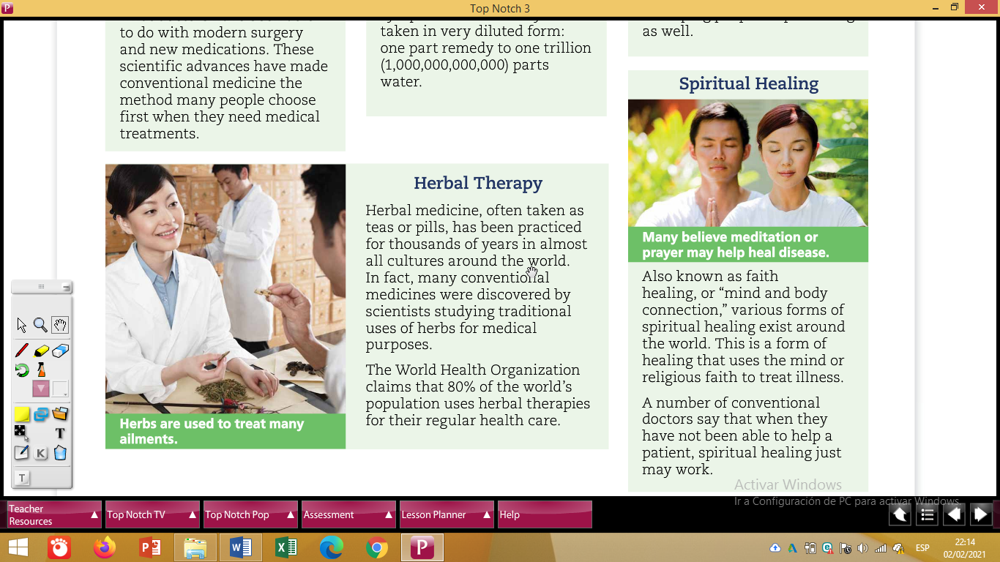 Top Notch 3
to do with modern surgery
and new medications. These
scientific advances have made
conventional medicine the
method many people choose
first when they need medical
treatments.
taken in very diluted form:
one part remedy to one trillion
(1,000,000,000,000) parts
water.
as well.
Herbal Therapy
Herbal medicine, often taken as
teas or pills, has been practiced
for thousands of years in almost
all cultures around the world.
In fact, many conventional
medicines were discovered by
scientists studying traditional
uses of herbs for medical
purposes.
The World Health Organization
claims that 80% of the world's
population uses herbal therapies
for their regular health care.
Herbs are used to treat many
ailments.
Spiritual Healing
Many believe meditation or
prayer may help heal disease.
Also known as faith
healing, or “mind and body
connection,” various forms of
spiritual healing exist around
the world. This is a form of
healing that uses the mind or
religious faith to treat illness.
A number of conventional
doctors say that when they
have not been able to help a
patient, spiritual healing just
may work.
Activar Windows
Ir a Configuración de PC para activar Windows.
T
K
T
Teacher
Resources
Top Notch TV
Top Notch Pop
Assessment
Lesson Planner
Help
ESP
22:14
02/02/2021